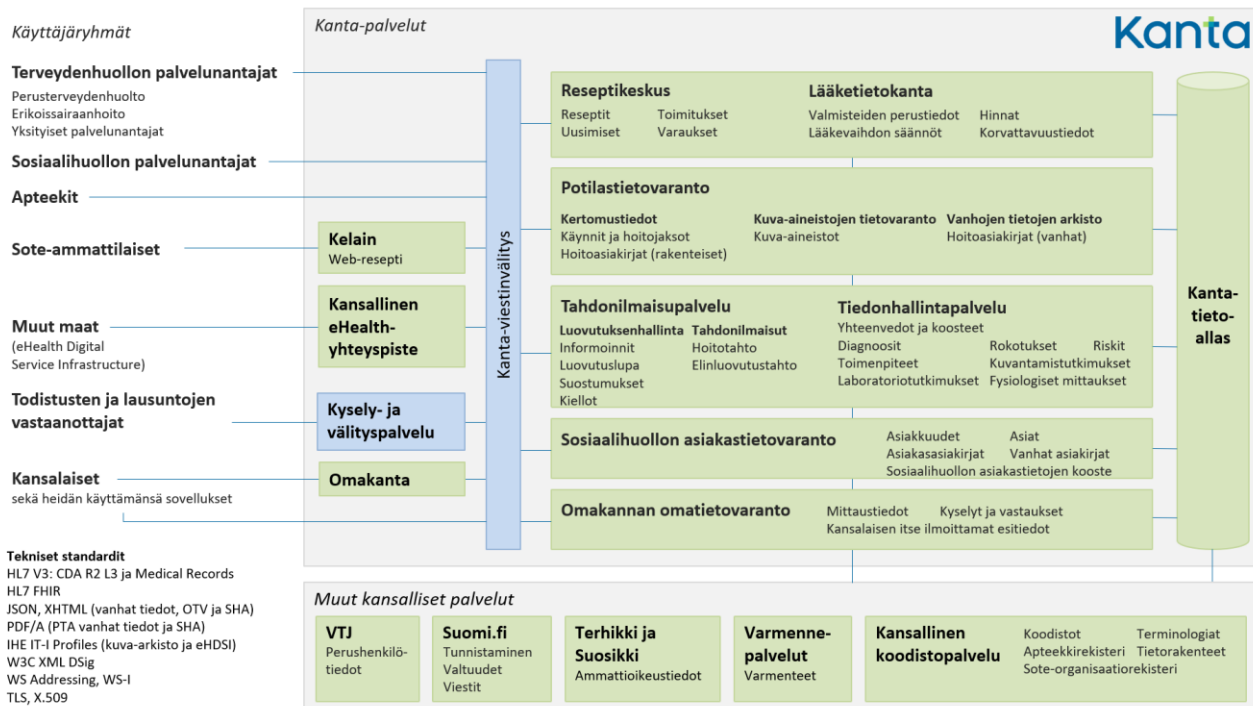 Käyttäjäryhmät
Terveydenhuollon palvelunantajat
Perusterveydenhuolto
Erikoissairaanhoito
Yksityiset palvelunantajat
Sosiaalihuollon palvelunantajat
Apteekit
Sote-ammattilaiset
Muut maat
(eHealth Digital
Service Infrastructure)
Todistusten ja lausuntojen
vastaanottajat
Kansalaiset
sekä heidän käyttämänsä sovellukset
Tekniset standardit
HL7 V3: CDA R2 L3 ja Medical Records
HL7 FHIR
JSON, XHTML (vanhat tiedot, OTV ja SHA)
PDF/A (PTA vanhat tiedot ja SHA)
IHE IT-I Profiles (kuva-arkisto ja eHDSI)
W3C XML DSig
WS Addressing, WS-I
TLS, X.509
Kanta-palvelut
Kanta
Kelain
Web-resepti
Kansallinen
eHealth-
yhteyspiste
Kysely- ja
välityspalvelu
Omakanta
Kanta-viestinvälitys
Reseptikeskus
Reseptit Toimitukset
Uusimiset Varaukset
Lääketietokanta
Valmisteiden perustiedot Hinnat
Lääkevaihdon säännöt Korvattavuustiedot
Potilastietovaranto
Kertomustiedot
Käynnit ja hoitojaksot
Hoitoasiakirjat (rakenteiset)
Kuva-aineistojen tietovaranto
Kuva-aineistot
Vanhojen tietojen arkisto
Hoitoasiakirjat (vanhat)
Tahdonilmaisupalvelu
Luovutuksenhallinta
Informoinnit
Luovutuslupa
Suostumukset
Kiellot
Tahdonilmaisut
Hoitotahto
Elinluovutustahto
Tiedonhallintapalvelu
Yhteenvedot ja koosteet
Diagnoosit Rokotukset Riskit
Toimenpiteet Kuvantamistutkimukset
Laboratoriotutkimukset Fysiologiset mittaukset
Sosiaalihuollon asiakastietovaranto
Asiakkuudet Asiat
Asiakasasiakirjat Vanhat asiakirjat
Sosiaalihuollon asiakastietojen kooste
Omakannan omatietovaranto
Mittaustiedot Kyselyt ja vastaukset
Kansalaisen itse ilmoittamat esitiedot
Kanta-
tieto-
allas
Muut kansalliset palvelut
VTJ
Perushenkilö-
tiedot
Suomi.fi
Tunnistaminen
Valtuudet
Viestit
Terhikki ja
Suosikki
Ammattioikeustiedot
Varmenne-
palvelut
Varmenteet
Kansallinen
koodistopalvelu
Koodistot Terminologiat
Apteekkirekisteri Tietorakenteet
Sote-organisaatiorekisteri